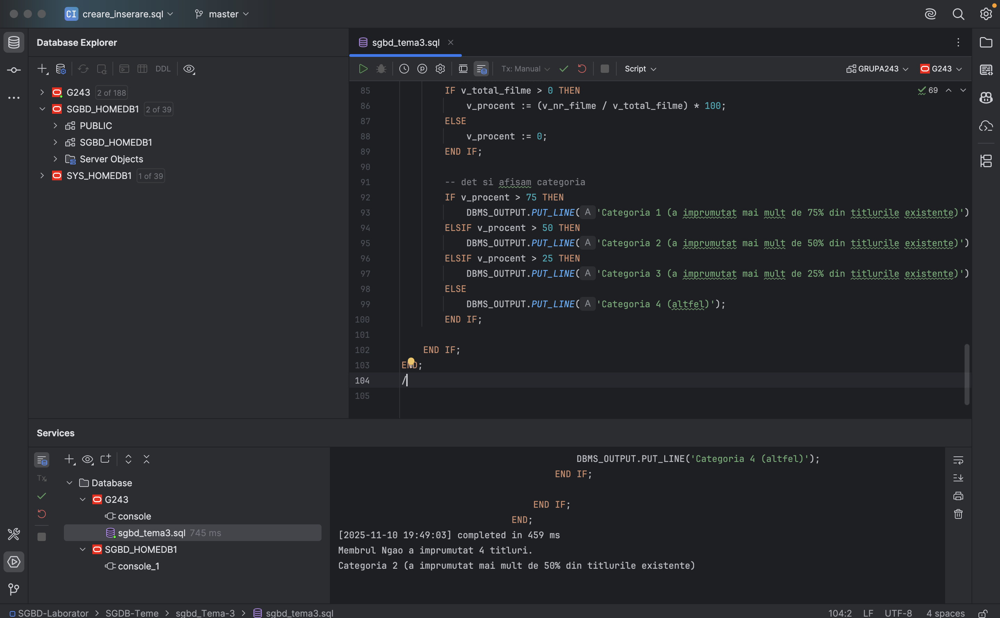 CI creare_inserare.sql master
Database Explorer
DDL
G243 2 of 188
SGBD_HOMEDB1 2 of 39
PUBLIC
SGBD_HOMEDB1
Server Objects
SYS_HOMEDB1 1 of 39
sgbd_tema3.sql
Tx: Manual Script GRUPA243 G243
69
85 IF v_total_filme > 0 THEN
86 v_procent := (v_nr_filme / v_total_filme) * 100;
87 ELSE
88 v_procent := 0;
89 END IF;
90
91 -- det si afisam categoria
92 IF v_procent > 75 THEN
93 DBMS_OUTPUT.PUT_LINE( A 'Categoria 1 (a imprumutat mai mult de 75% din titlurile existente)')
94 ELSIF v_procent > 50 THEN
95 DBMS_OUTPUT.PUT_LINE( A 'Categoria 2 (a imprumutat mai mult de 50% din titlurile existente)')
96 ELSIF v_procent > 25 THEN
97 DBMS_OUTPUT.PUT_LINE( A 'Categoria 3 (a imprumutat mai mult de 25% din titlurile existente)')
98 ELSE
99 DBMS_OUTPUT.PUT_LINE( A 'Categoria 4 (altfel)');
100 END IF;
101
102 END IF;
103 END;
104 /
105
Services
Tx
Database
G243
console
sgbd_tema3.sql 745 ms
SGBD_HOMEDB1
console_1
DBMS_OUTPUT.PUT_LINE('Categoria 4 (altfel)');
END IF;
END IF;
END;
[2025-11-10 19:49:03] completed in 459 ms
Membrul Ngao a imprumutat 4 titluri.
Categoria 2 (a imprumutat mai mult de 50% din titlurile existente)
SGBD-Laborator > SGDB-Teme > sgbd_Tema-3 > sgbd_tema3.sql
104:2 LF UTF-8 4 spaces